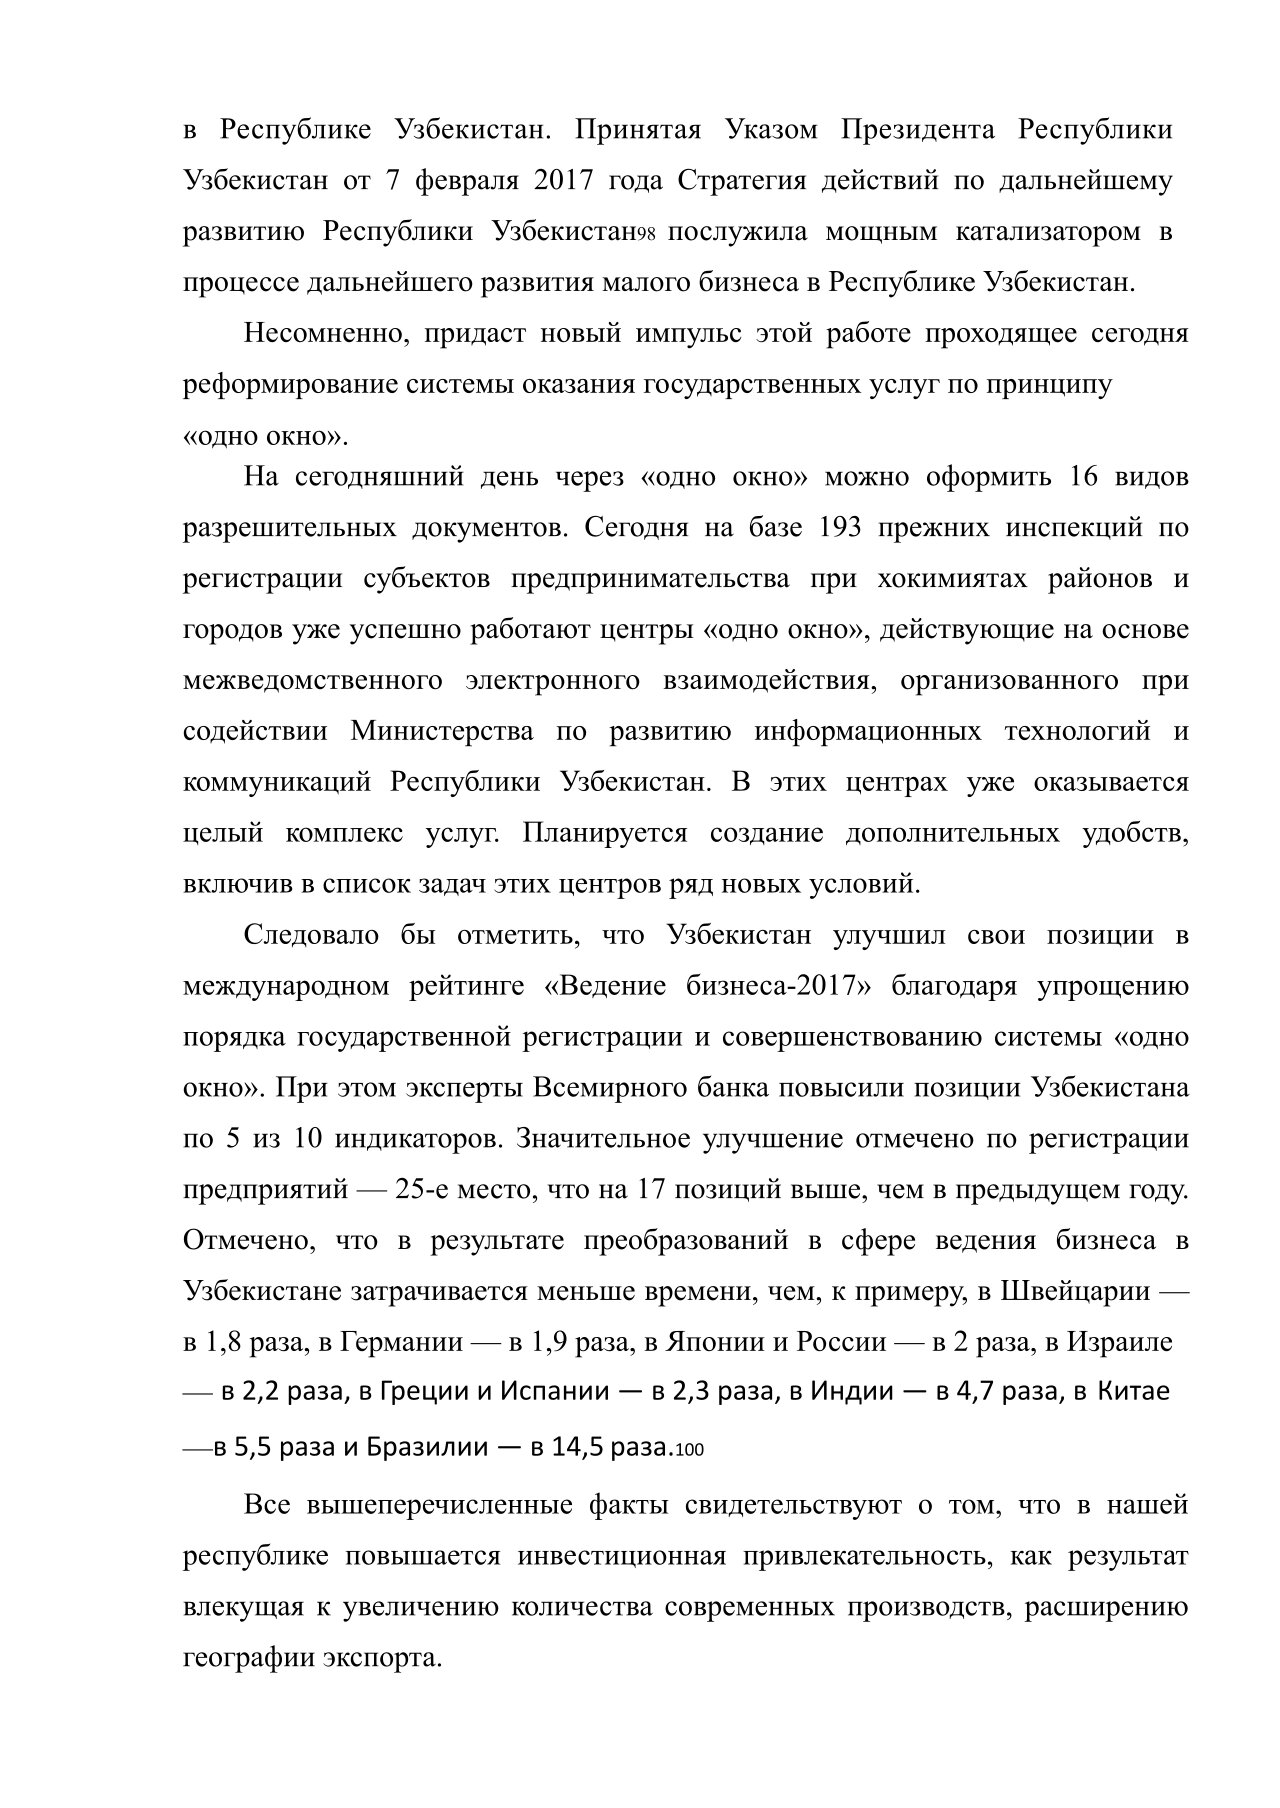 в Республике Узбекистан. Принятая Указом Президента Республики
Узбекистан от 7 февраля 2017 года Стратегия действий по дальнейшему
развитию Республики Узбекистан98 послужила мощным катализатором в
процессе дальнейшего развития малого бизнеса в Республике Узбекистан.
Несомненно, придаст новый импульс этой работе проходящее сегодня
реформирование системы оказания государственных услуг по принципу
«одно окно».
На сегодняшний день через «одно окно» можно оформить 16 видов
разрешительных документов. Сегодня на базе 193 прежних инспекций по
регистрации субъектов предпринимательства при хокимиятах районов и
городов уже успешно работают центры «одно окно», действующие на основе
межведомственного электронного взаимодействия, организованного при
содействии Министерства по развитию информационных технологий и
коммуникаций Республики Узбекистан. В этих центрах уже оказывается
целый комплекс услуг. Планируется создание дополнительных удобств,
включив в список задач этих центров ряд новых условий.
Следовало бы отметить, что Узбекистан улучшил свои позиции в
международном рейтинге «Ведение бизнеса-2017» благодаря упрощению
порядка государственной регистрации и совершенствованию системы «одно
окно». При этом эксперты Всемирного банка повысили позиции Узбекистана
по 5 из 10 индикаторов. Значительное улучшение отмечено по регистрации
предприятий — 25-е место, что на 17 позиций выше, чем в предыдущем году.
Отмечено, что в результате преобразований в сфере ведения бизнеса в
Узбекистане затрачивается меньше времени, чем, к примеру, в Швейцарии —
в 1,8 раза, в Германии — в 1,9 раза, в Японии и России — в 2 раза, в Израиле
— в 2,2 раза, в Греции и Испании — в 2,3 раза, в Индии — в 4,7 раза, в Китае
—в 5,5 раза и Бразилии — в 14,5 раза.100
Все вышеперечисленные факты свидетельствуют о том, что в нашей
республике повышается инвестиционная привлекательность, как результат
влекущая к увеличению количества современных производств, расширению
географии экспорта.